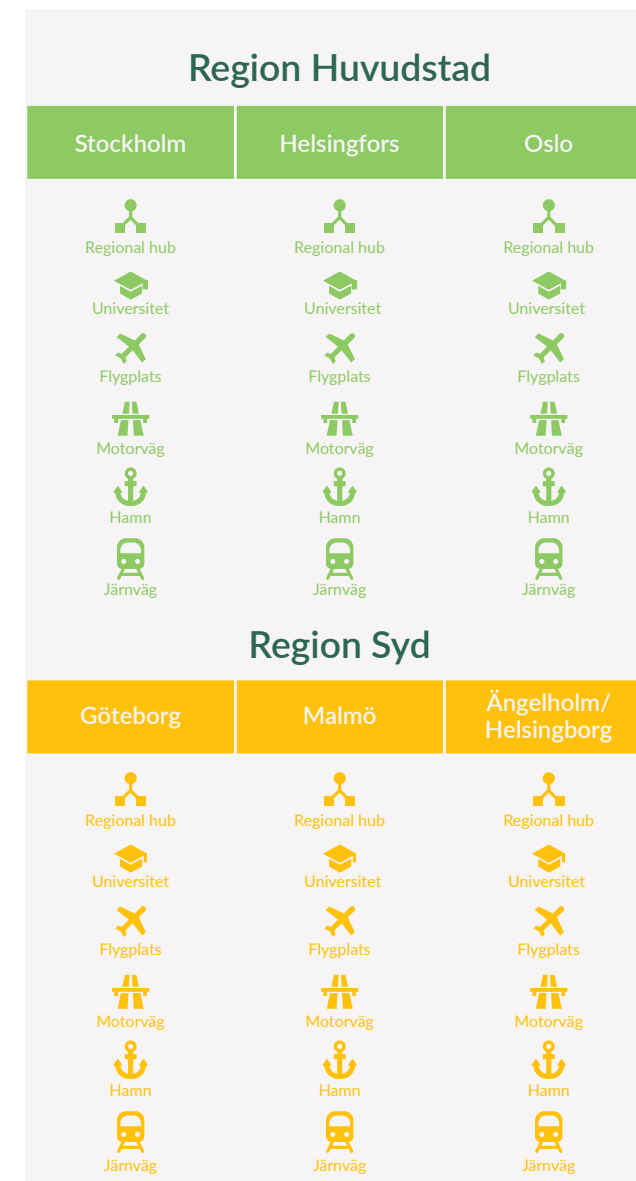 Region Huvudstad
Stockholm Helsingfors Oslo
Regional hub Regional hub Regional hub
Universitet Universitet Universitet
Flygplats Flygplats Flygplats
Motorväg Motorväg Motorväg
Hamn Hamn Hamn
Järnväg Järnväg Järnväg
Region Syd
Göteborg Malmö Ängelholm/
Helsingborg
Regional hub Regional hub Regional hub
Universitet Universitet Universitet
Flygplats Flygplats Flygplats
Motorväg Motorväg Motorväg
Hamn Hamn Hamn
Järnväg Järnväg Järnväg